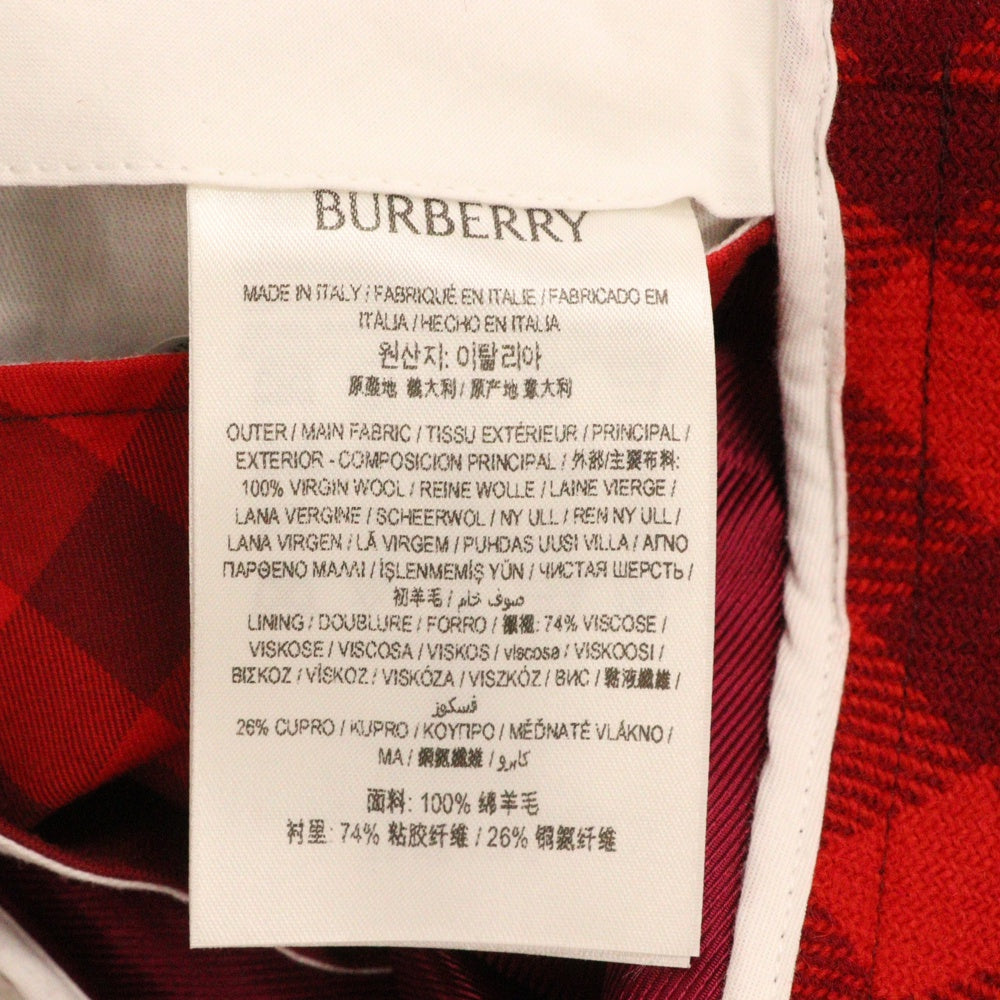 BURBERRY
MADE IN ITALY / FABRIQUÉ EN ITALIE / FABRICADO EM
ITÁLIA / HECHO EN ITALIA
원산지: 이탈리아
原產地 義大利 / 原产地 意大利
OUTER / MAIN FABRIC / TISSU EXTÉRIEUR / PRINCIPAL /
EXTERIOR - COMPOSICIÓN PRINCIPAL / 外部/主要布料:
100% VIRGIN WOOL / REINE WOLLE / LAINE VIERGE /
LANA VERGINE / SCHEERWOL / NY ULL / REN NY ULL /
LANA VIRGEN / LÃ VIRGEM / PUHDAS UUSI VILLA / ΑΓΝΟ
ΠΑΡΘΕΝΟ ΜΑΛΛΙ / İŞLENMEMİŞ YÜN / ЧИСТАЯ ШЕРСТЬ /
初羊毛 / صوف خام /
LINING / DOUBLURE / FORRO / 襯裡: 74% VISCOSE /
VISKOSE / VISCOSA / VISKOS / viscose / VISKOOSI /
ΒΙΣΚΟΖ / VİSKOZ / VISKÓZA / VISZKÓZ / ВИС / 黏液纖維 /
فسكوز
26% CUPRO / KUPRO / ΚΟΥΠΡΟ / MĚĎNATÉ VLÁKNO /
МА / 銅氨纖維 / كابرو
面料: 100% 绵羊毛
衬里: 74% 粘胶纤维 / 26% 铜氨纤维